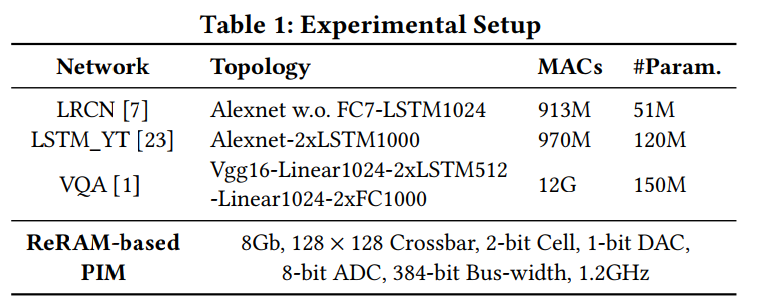 Table 1: Experimental Setup
Network Topology MACs #Param.
LRCN [7] Alexnet w.o. FC7-LSTM1024 913M 51M
LSTM_YT [23] Alexnet-2xLSTM1000 970M 120M
VQA [1] Vgg16-Linear1024-2xLSTM512 12G 150M
-Linear1024-2xFC1000
ReRAM-based 8Gb, 128 × 128 Crossbar, 2-bit Cell, 1-bit DAC,
PIM 8-bit ADC, 384-bit Bus-width, 1.2GHz